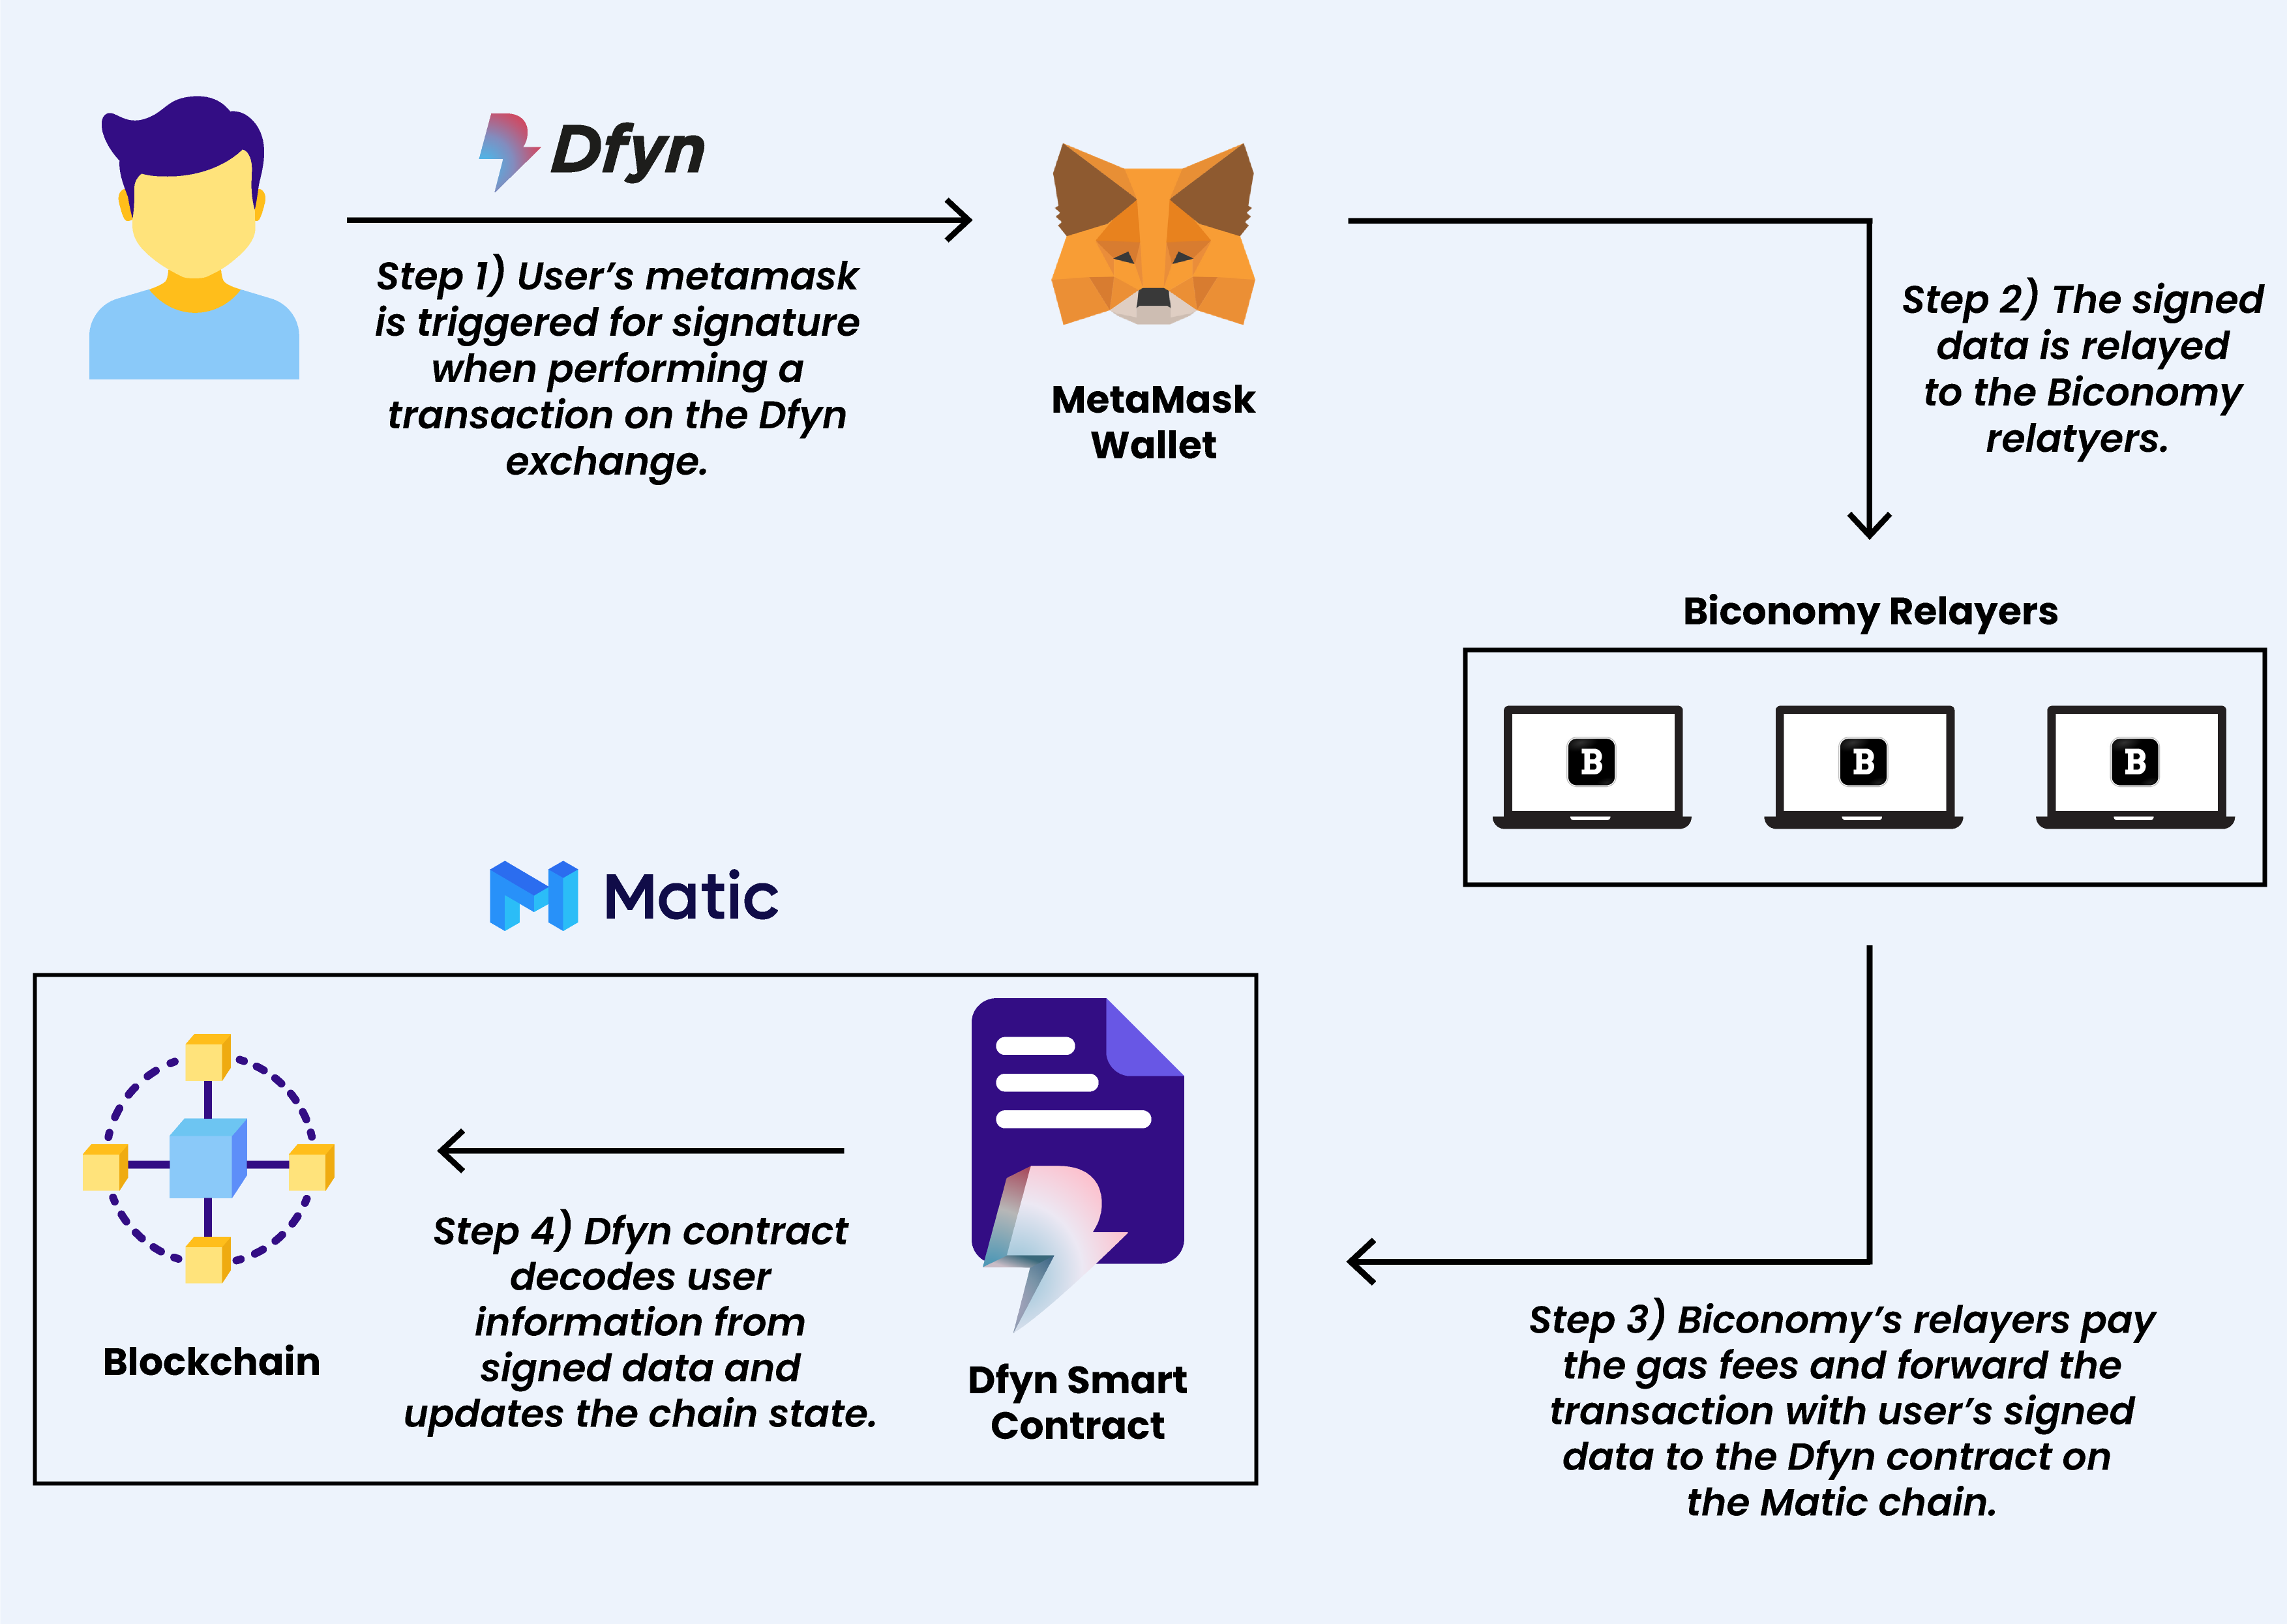 Dfyn
Step 1) User's metamask
is triggered for signature
when performing a
transaction on the Dfyn
exchange.
MetaMask
Wallet
Step 2) The signed
data is relayed
to the Biconomy
relatyers.
Biconomy Relayers
B
B
B
Step 3) Biconomy's relayers pay
the gas fees and forward the
transaction with user's signed
data to the Dfyn contract on
the Matic chain.
Matic
Dfyn Smart
Contract
Step 4) Dfyn contract
decodes user
information from
signed data and
updates the chain state.
Blockchain